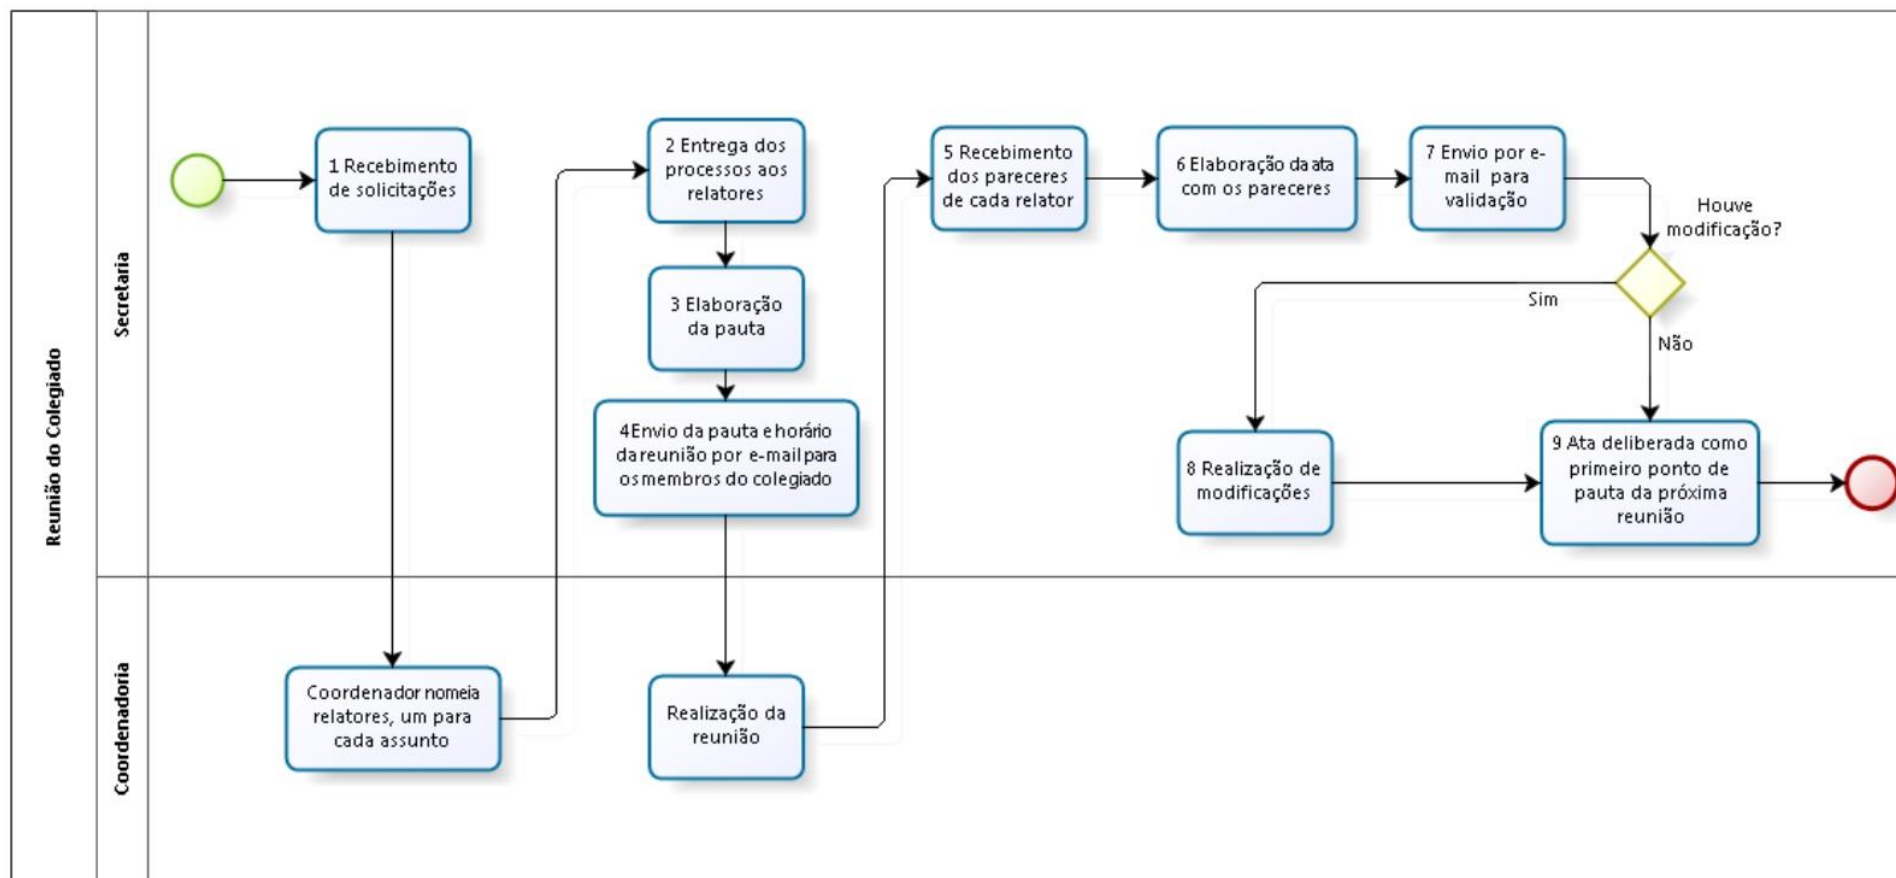 Reunião do Colegiado
Secretaria
1 Recebimento
de solicitações
2 Entrega dos
processos aos
relatores
3 Elaboração
da pauta
4Envio da pauta e horário
da reunião por e-mail para
os membros do colegiado
5 Recebimento
dos pareceres
de cada relator
6 Elaboração da ata
com os pareceres
7 Envio por e-
mail para
validação
Houve
modificação?
Sim
Não
8 Realização de
modificações
9 Ata deliberada como
primeiro ponto de
pauta da próxima
reunião
Coordenadoria
Coordenador nomeia
relatores, um para
cada assunto
Realização da
reunião